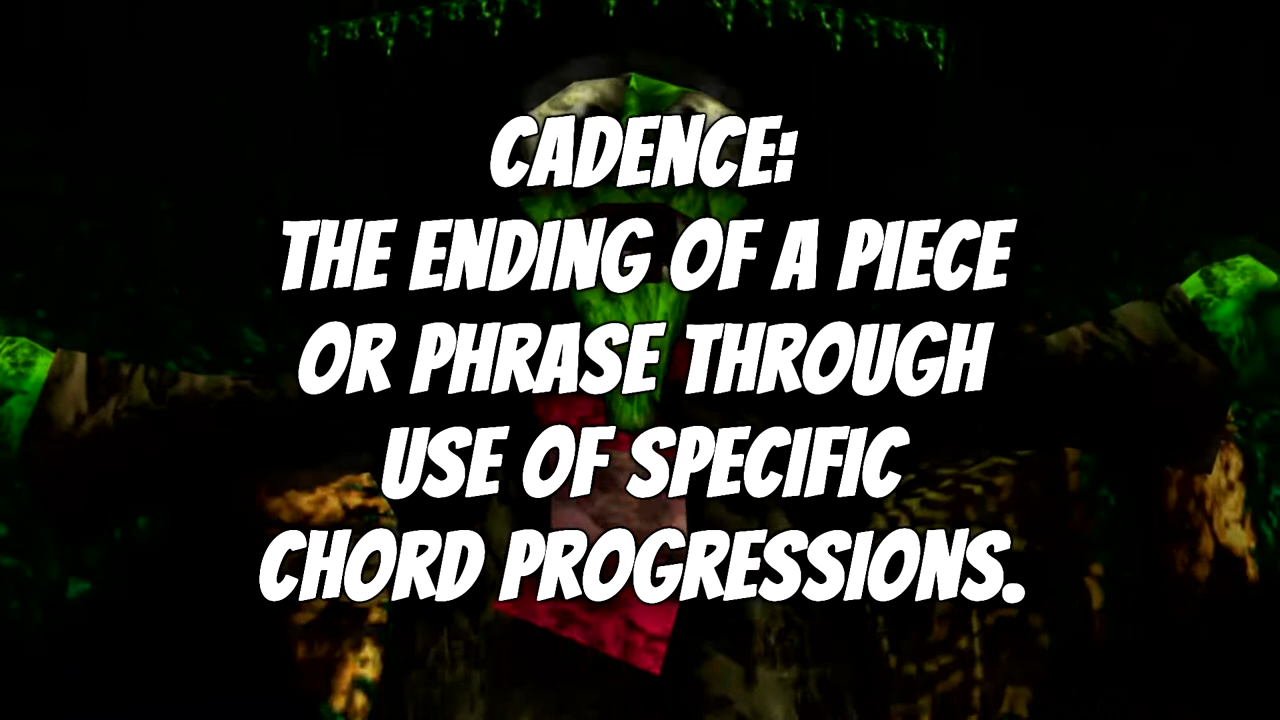 CADENCE:
THE ENDING OF A PIECE
OR PHRASE THROUGH
USE OF SPECIFIC
CHORD PROGRESSIONS.